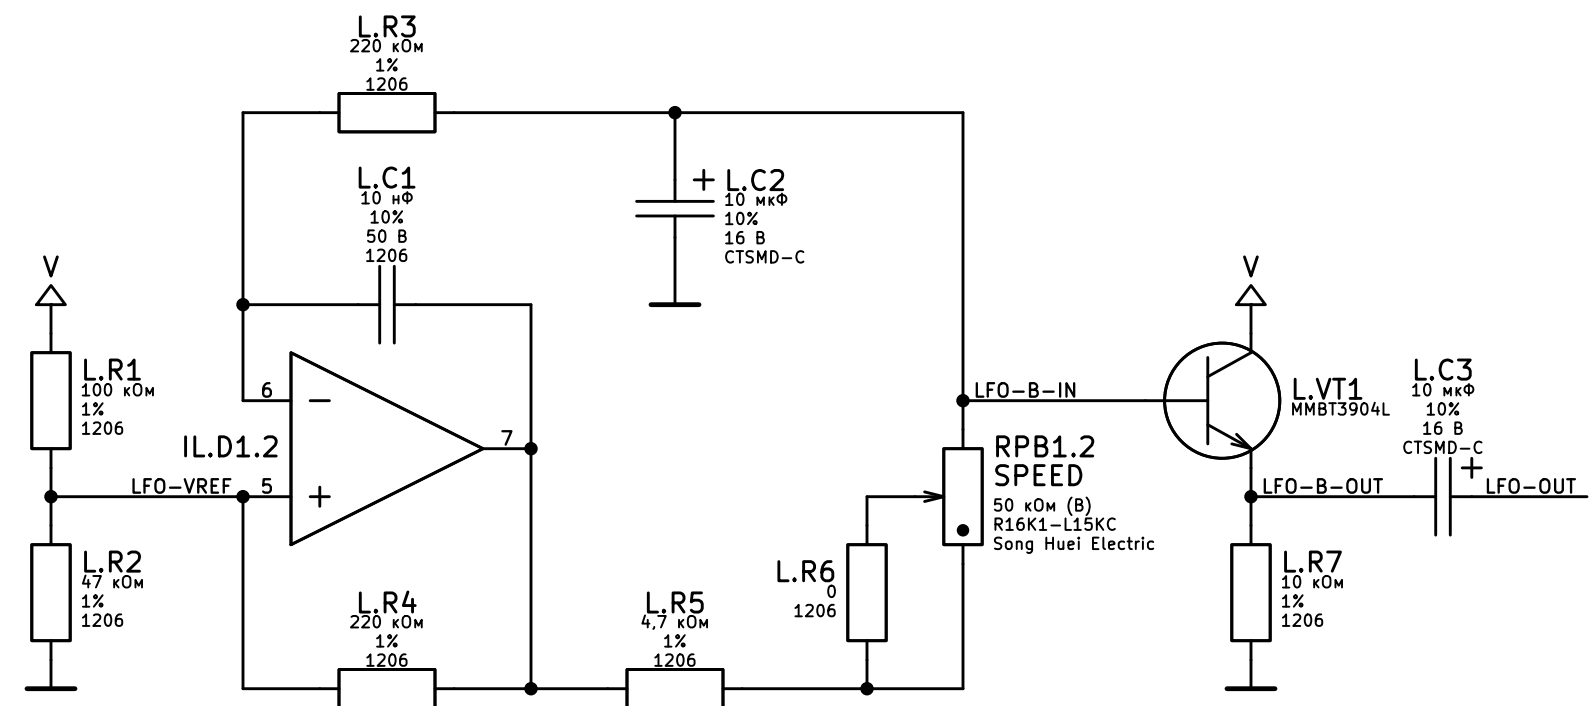 L.R3
220 кОм
1%
1206
L.C1
10 нФ
10%
50 В
1206
+ L.C2
10 мкФ
10%
16 В
CTSMD-C
V
L.R1
100 кОм
1%
1206
6
−
IL.D1.2
7
LFO-VREF
5
+
L.R2
47 кОм
1%
1206
L.R4
220 кОм
1%
1206
L.R5
4,7 кОм
1%
1206
L.R6
0
1206
LFO-B-IN
RPB1.2
SPEED
50 кОм (B)
R16K1-L15KC
Song Huei Electric
V
L.VT1
MMBT3904L
L.C3
10 мкФ
10%
16 В
CTSMD-C
+
LFO-B-OUT
LFO-OUT
L.R7
10 кОм
1%
1206